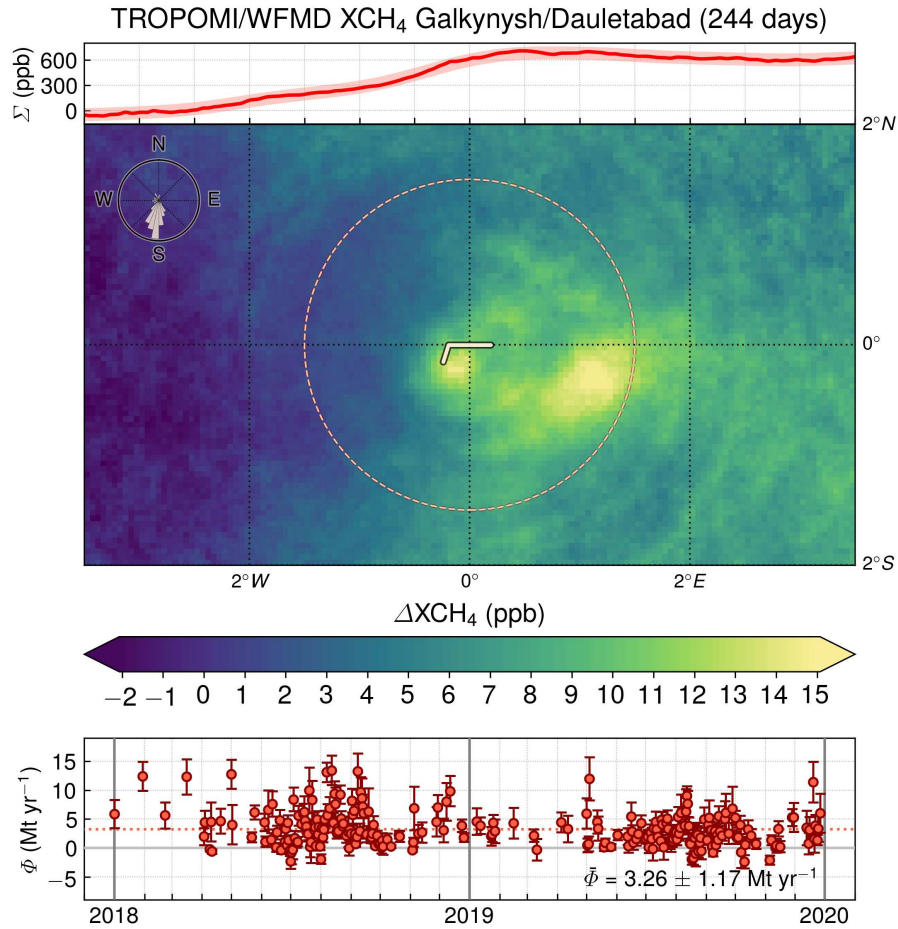 TROPOMI/WFMD XCH₄ Galkynysh/Dauletabad (244 days)
Σ (ppb)
600
300
0
N
W E
S
2°N
0°
2°S
2°W 0° 2°E
ΔXCH₄ (ppb)
−2 −1 0 1 2 3 4 5 6 7 8 9 10 11 12 13 14 15
Φ (Mt yr⁻¹)
15
10
5
0
−5
Φ̄ = 3.26 ± 1.17 Mt yr⁻¹
2018 2019 2020